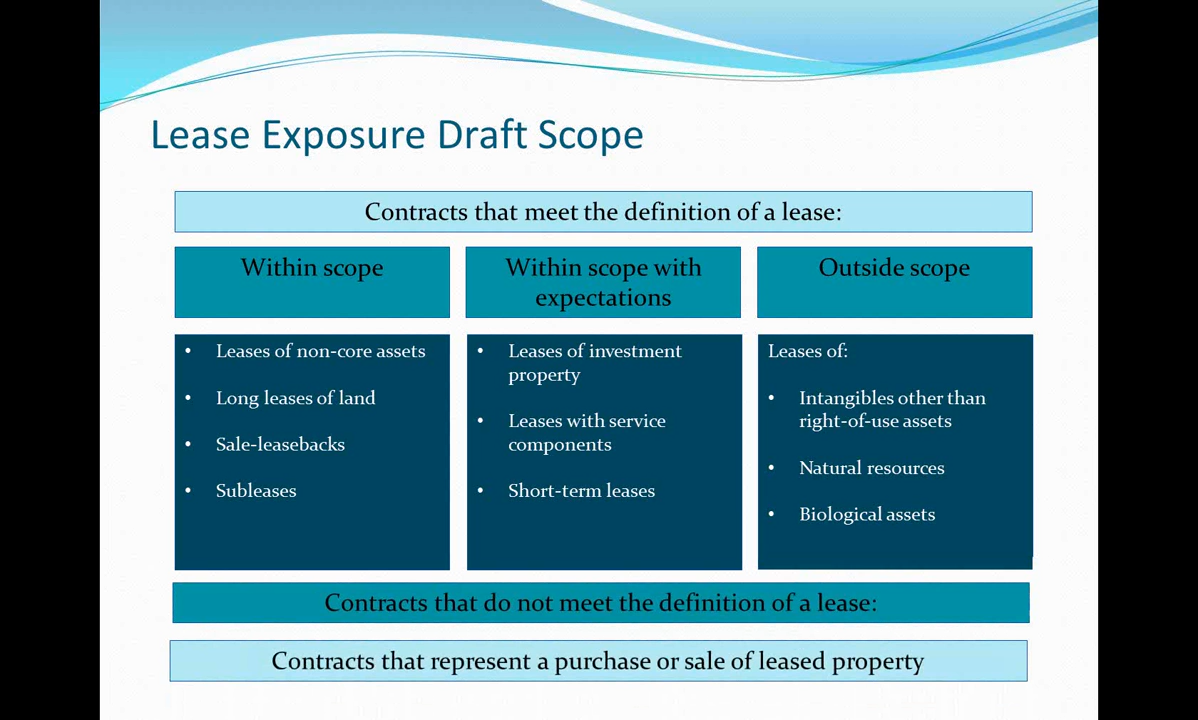 Lease Exposure Draft Scope
Contracts that meet the definition of a lease:
Within scope
Within scope with
expectations
Outside scope
• Leases of non-core assets
• Long leases of land
• Sale-leasebacks
• Subleases
• Leases of investment
property
• Leases with service
components
• Short-term leases
Leases of:
• Intangibles other than
right-of-use assets
• Natural resources
• Biological assets
Contracts that do not meet the definition of a lease:
Contracts that represent a purchase or sale of leased property